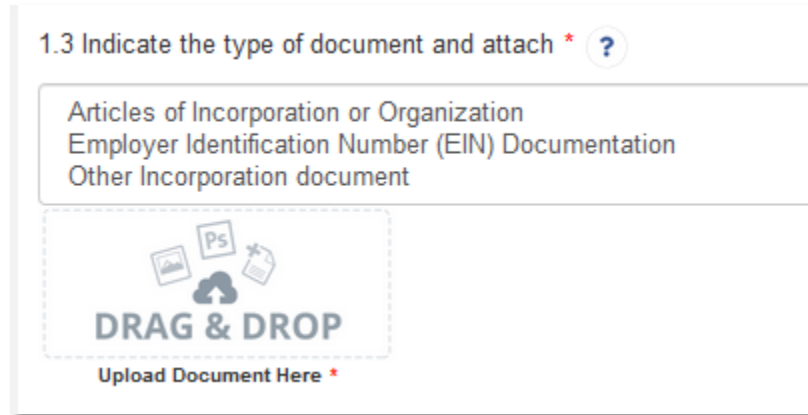 1.3 Indicate the type of document and attach * ?
Articles of Incorporation or Organization
Employer Identification Number (EIN) Documentation
Other Incorporation document
Ps
DRAG & DROP
Upload Document Here *